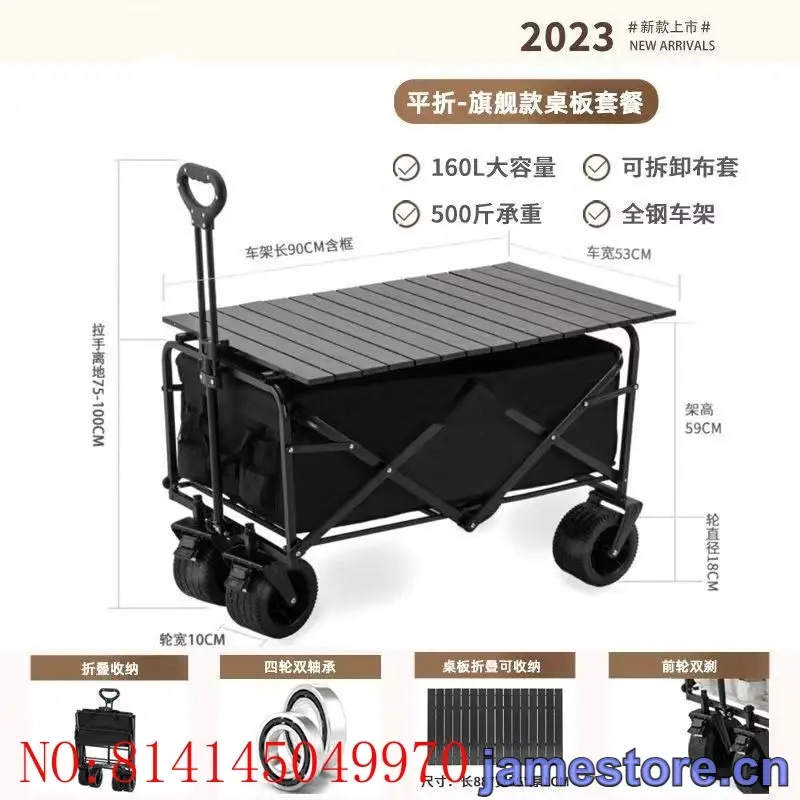 2023
#新款上市#
NEW ARRIVALS
平折-旗舰款桌板套餐
160L大容量
可拆卸布套
500斤承重
全钢车架
车架长90CM含框
车宽53CM
拉手离地75-100CM
架高
59CM
轮直径18CM
轮宽10CM
折叠收纳
四轮双轴承
桌板折叠可收纳
前轮双刹
NO:814145049970
尺寸：长88
jamestore.cn